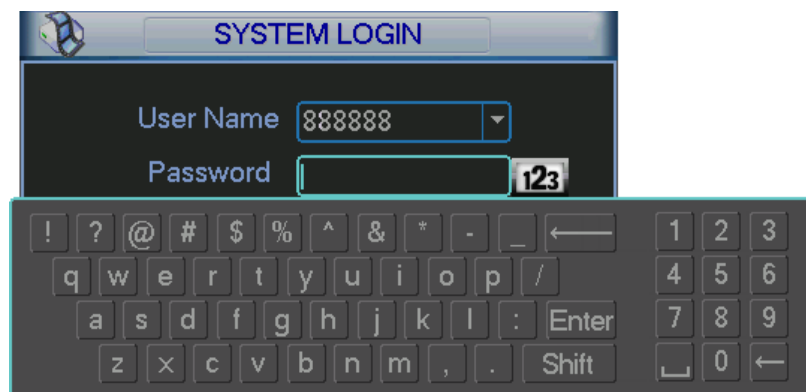 SYSTEM LOGIN
User Name 888888
Password 123
! ? @ # $ % ^ & * - _ 1 2 3
q w e r t y u i o p / 4 5 6
a s d f g h j k l : Enter 7 8 9
z x c v b n m , . Shift 0